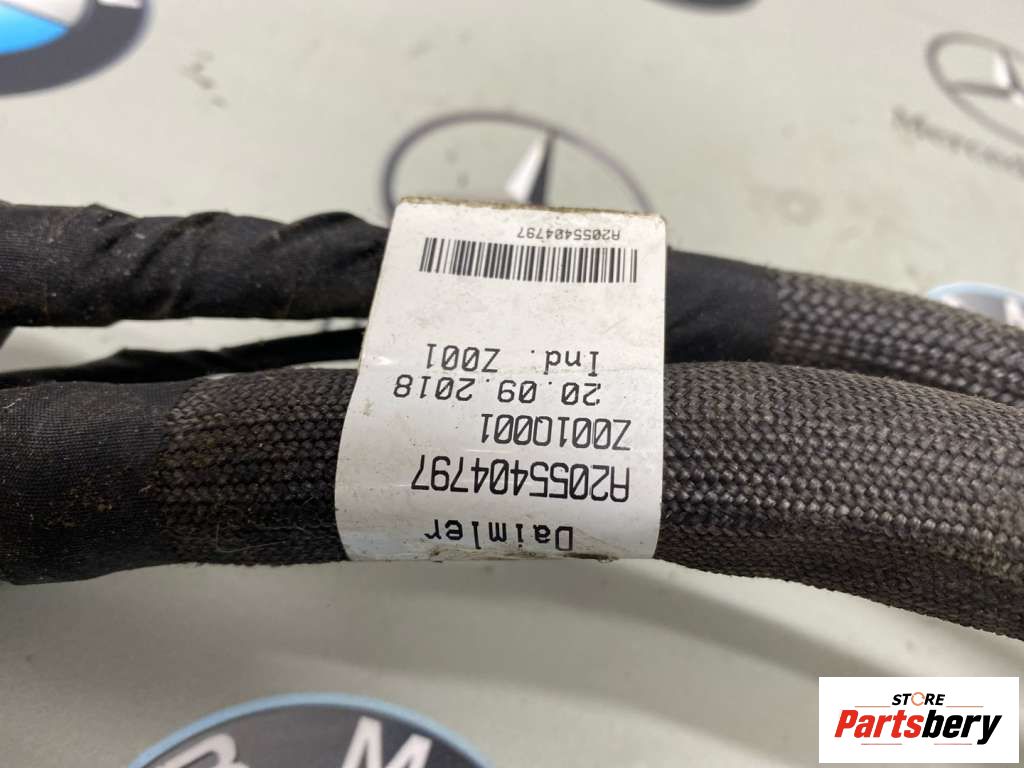 Daimler
A2055404797
Z001Q001
20.09.2018
Ind. Z001
A2055404797
STORE
Partsbery